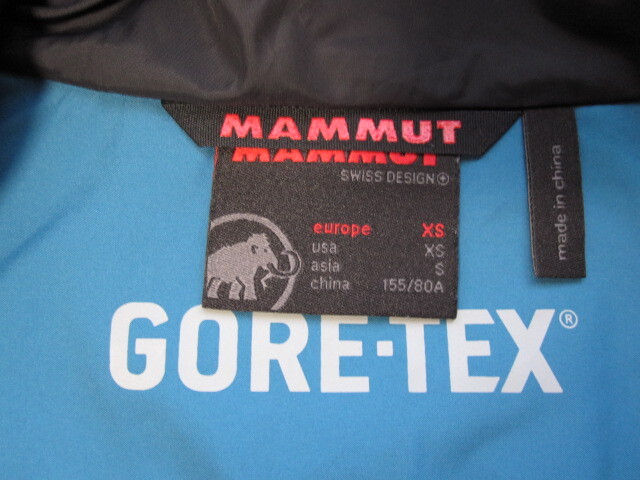 MAMMUT
MAMMUT
SWISS DESIGN
europe XS
usa XS
asia S
china 155/80A
made in china
GORE-TEX®